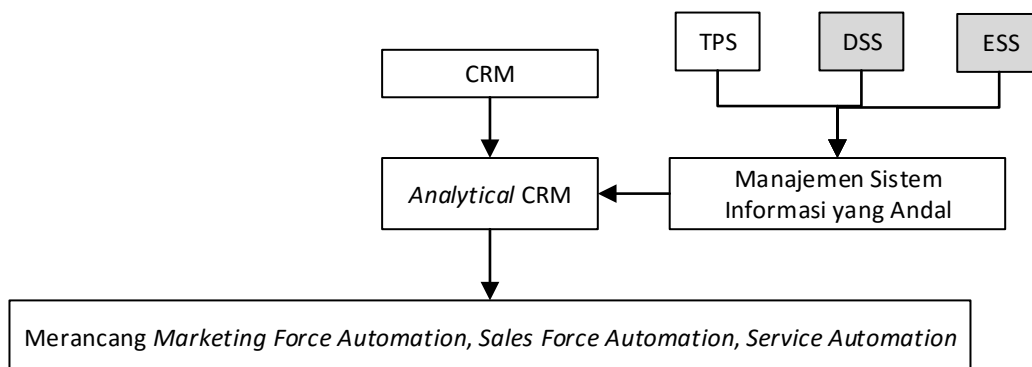 TPS
DSS
ESS
CRM
Analytical CRM
Manajemen Sistem
Informasi yang Andal
Merancang Marketing Force Automation, Sales Force Automation, Service Automation